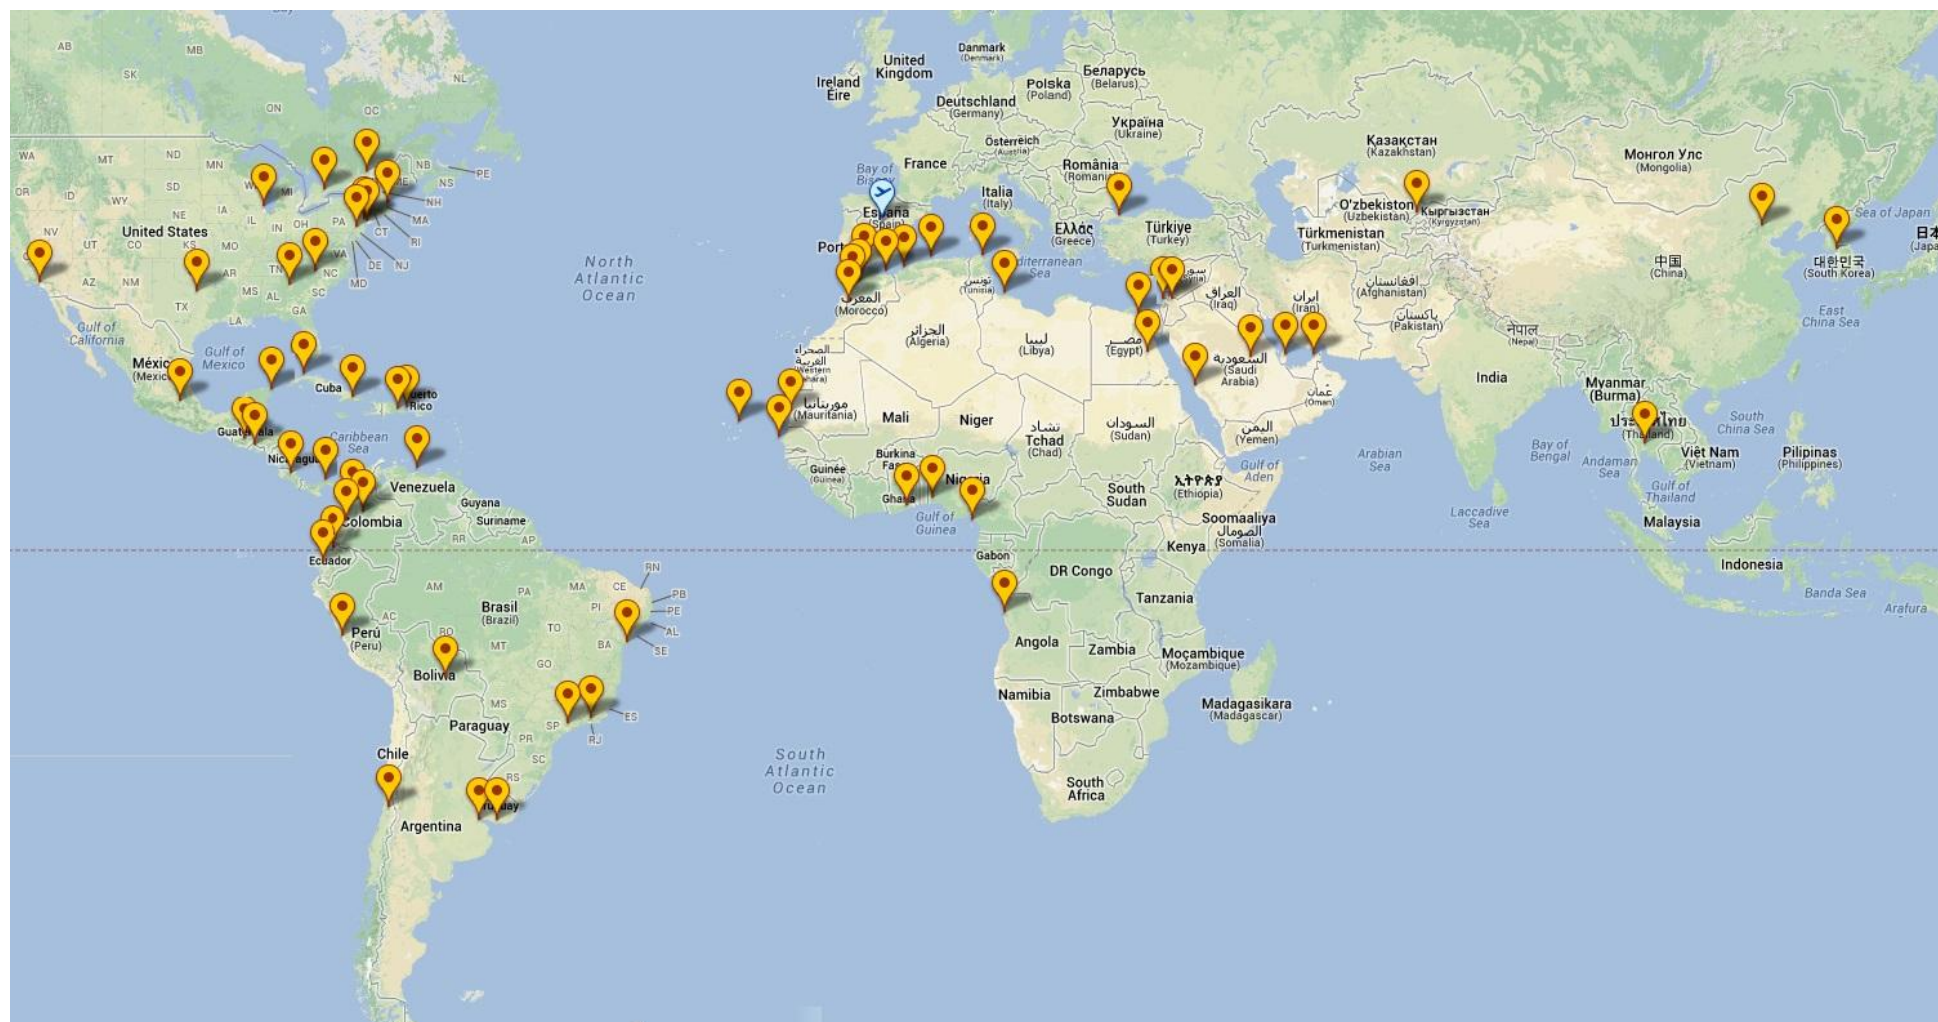 AB
MB
SK
NL
ON
QC
WA
MT
ND
MN
NB
PE
NS
OR
ID
WY
SD
MI
NH
MA
CT
RI
NV
UT
CO
NE
KS
IA
IL
IN
OH
PA
MO
VA
NJ
DE
MD
United States
AZ
NM
TX
AR
TN
NC
SC
MS
AL
GA
LA
Gulf of
California
Gulf of
Mexico
Cuba
Rico
Caribbean
Sea
North
Atlantic
Ocean
Venezuela
Guyana
Suriname
Colombia
Ecuador
RR
AP
AM
PA
MA
CE
RN
PB
PE
AL
SE
PI
TO
BA
AC
RO
MT
GO
Brasil
(Brazil)
Perú
(Peru)
Bolivia
MS
ES
SP
RJ
PR
SC
RS
Paraguay
Chile
Argentina
South
Atlantic
Ocean
Ireland
Éire
United
Kingdom
Danmark
(Denmark)
Polska
(Poland)
Беларусь
(Belarus)
Deutschland
(Germany)
Österreich
(Austria)
Україна
(Ukraine)
France
România
Bay of
Italia
(Italy)
España
Ελλάς
(Greece)
Türkiye
(Turkey)
Sea
تونس
(Tunisia)
المغرب
(Morocco)
الجزائر
(Algeria)
ليبيا
(Libya)
مصر
(Egypt)
العراق
(Iraq)
ایران
(Iran)
السعودية
(Saudi
Arabia)
عمان
(Oman)
اليمن
(Yemen)
الصحراء
الغربية
موريتانيا
(Mauritania)
Mali
Niger
تشاد
Tchad
(Chad)
السودان
(Sudan)
Burkina
Guinée
(Guinea)
Ghana
Gulf of
Guinea
South
Sudan
ኢትዮጵያ
(Ethiopia)
Gulf of
Aden
Soomaaliya
الصومال
(Somalia)
Kenya
Gabon
DR Congo
Tanzania
Angola
Zambia
Moçambique
(Mozambique)
Namibia
Zimbabwe
Botswana
Madagasikara
(Madagascar)
South
Africa
Қазақстан
(Kazakhstan)
Монгол Улс
(Mongolia)
O'zbekiston
(Uzbekistan)
Кыргызстан
(Kyrgyzstan)
Türkmenistan
(Turkmenistan)
افغانستان
(Afghanistan)
پاکستان
(Pakistan)
नेपाल
(Nepal)
India
中国
(China)
Sea of Japan
대한민국
(South Korea)
East
China Sea
Myanmar
(Burma)
(Thailand)
South
China Sea
Bay of
Bengal
Andaman
Sea
Việt Nam
(Vietnam)
Pilipinas
(Philippines)
Gulf of
Thailand
Arabian
Sea
Laccadive
Sea
Malaysia
Indonesia
Banda Sea
Arafura